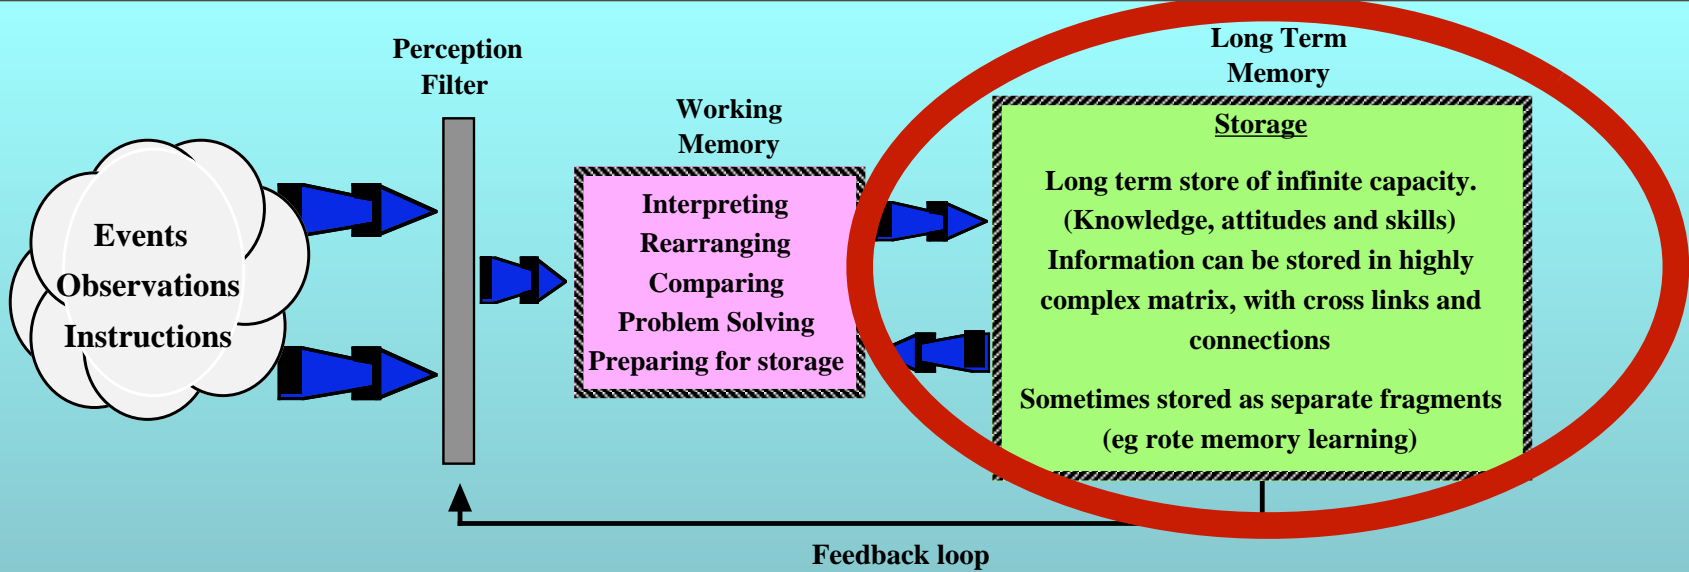 Perception
Filter
Long Term
Memory
Working
Memory
Events
Observations
Instructions
Interpreting
Rearranging
Comparing
Problem Solving
Preparing for storage
Storage
Long term store of infinite capacity.
(Knowledge, attitudes and skills)
Information can be stored in highly
complex matrix, with cross links and
connections
Sometimes stored as separate fragments
(eg rote memory learning)
Feedback loop